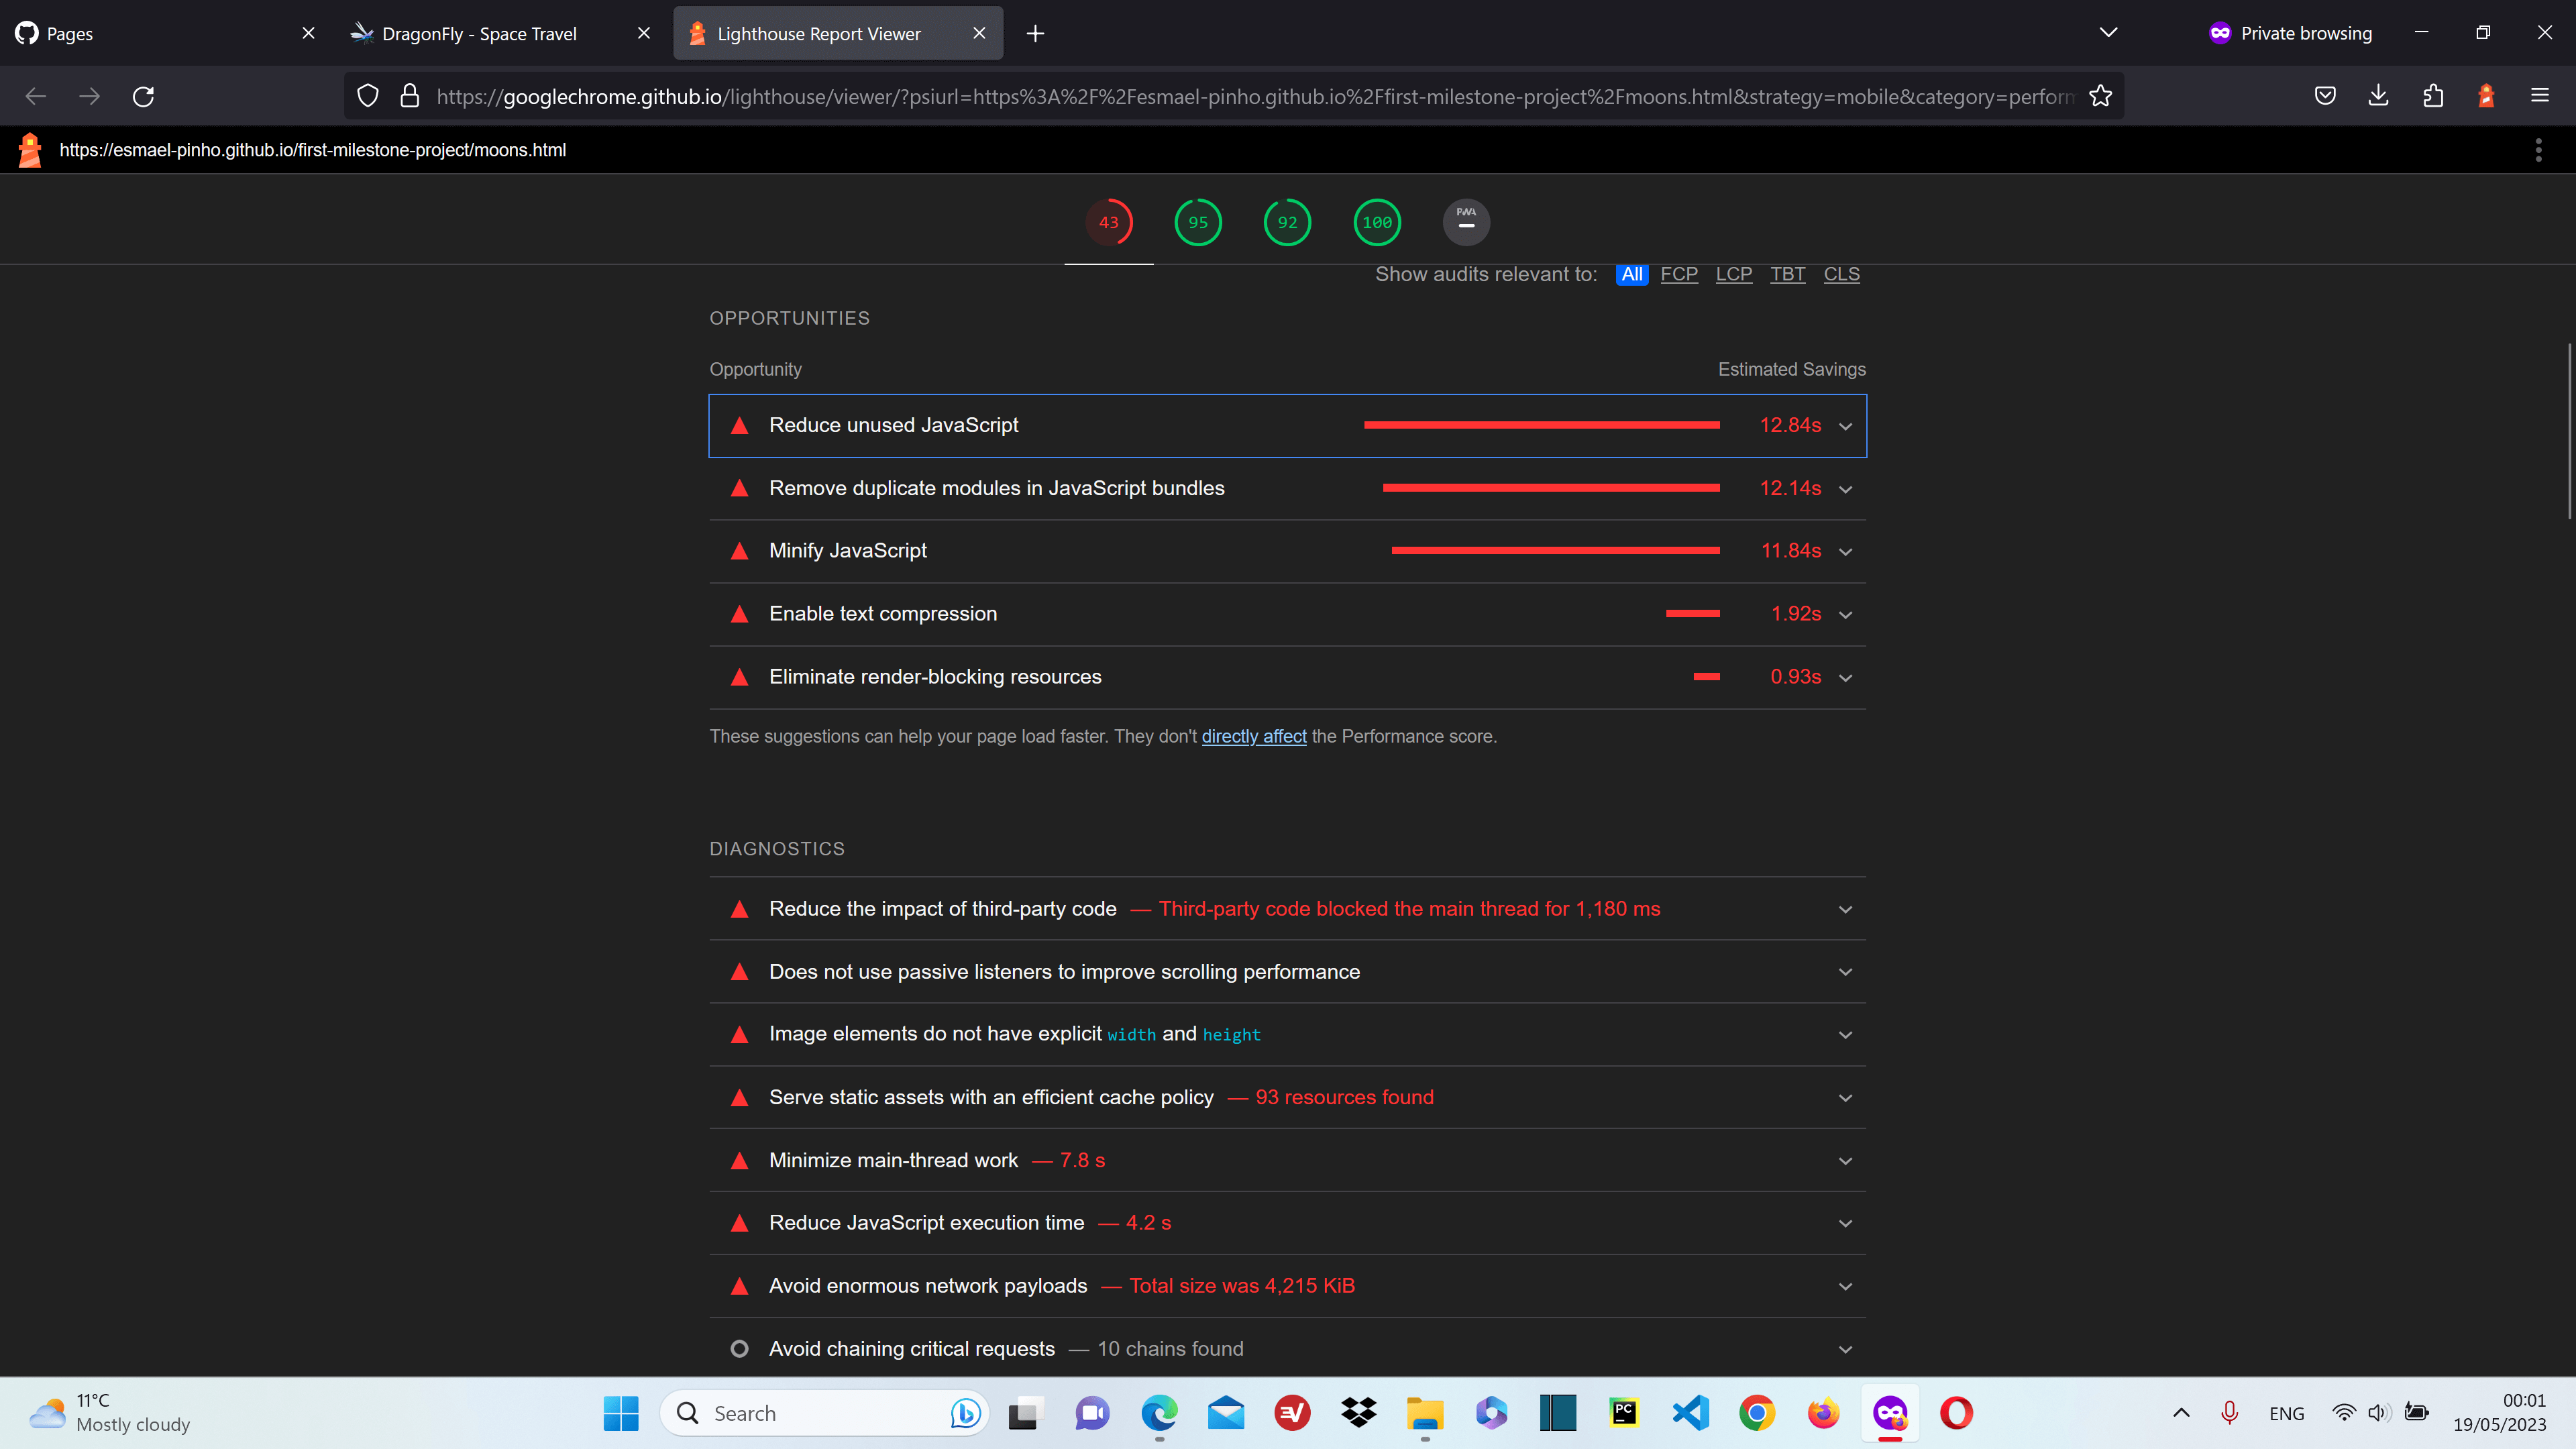 Pages
DragonFly - Space Travel
Lighthouse Report Viewer
Private browsing
https://googlechrome.github.io/lighthouse/viewer/?psiurl=https%3A%2F%2Fesmael-pinho.github.io%2Ffirst-milestone-project%2Fmoons.html&strategy=mobile&category=perform
https://esmael-pinho.github.io/first-milestone-project/moons.html
43 95 92 100 PWA
Show audits relevant to: All FCP LCP TBT CLS
OPPORTUNITIES
Opportunity Estimated Savings
Reduce unused JavaScript 12.84s
Remove duplicate modules in JavaScript bundles 12.14s
Minify JavaScript 11.84s
Enable text compression 1.92s
Eliminate render-blocking resources 0.93s
These suggestions can help your page load faster. They don't directly affect the Performance score.
DIAGNOSTICS
Reduce the impact of third-party code — Third-party code blocked the main thread for 1,180 ms
Does not use passive listeners to improve scrolling performance
Image elements do not have explicit width and height
Serve static assets with an efficient cache policy — 93 resources found
Minimize main-thread work — 7.8 s
Reduce JavaScript execution time — 4.2 s
Avoid enormous network payloads — Total size was 4,215 KiB
Avoid chaining critical requests — 10 chains found
11°C
Mostly cloudy
Search
PC
ENG
00:01
19/05/2023